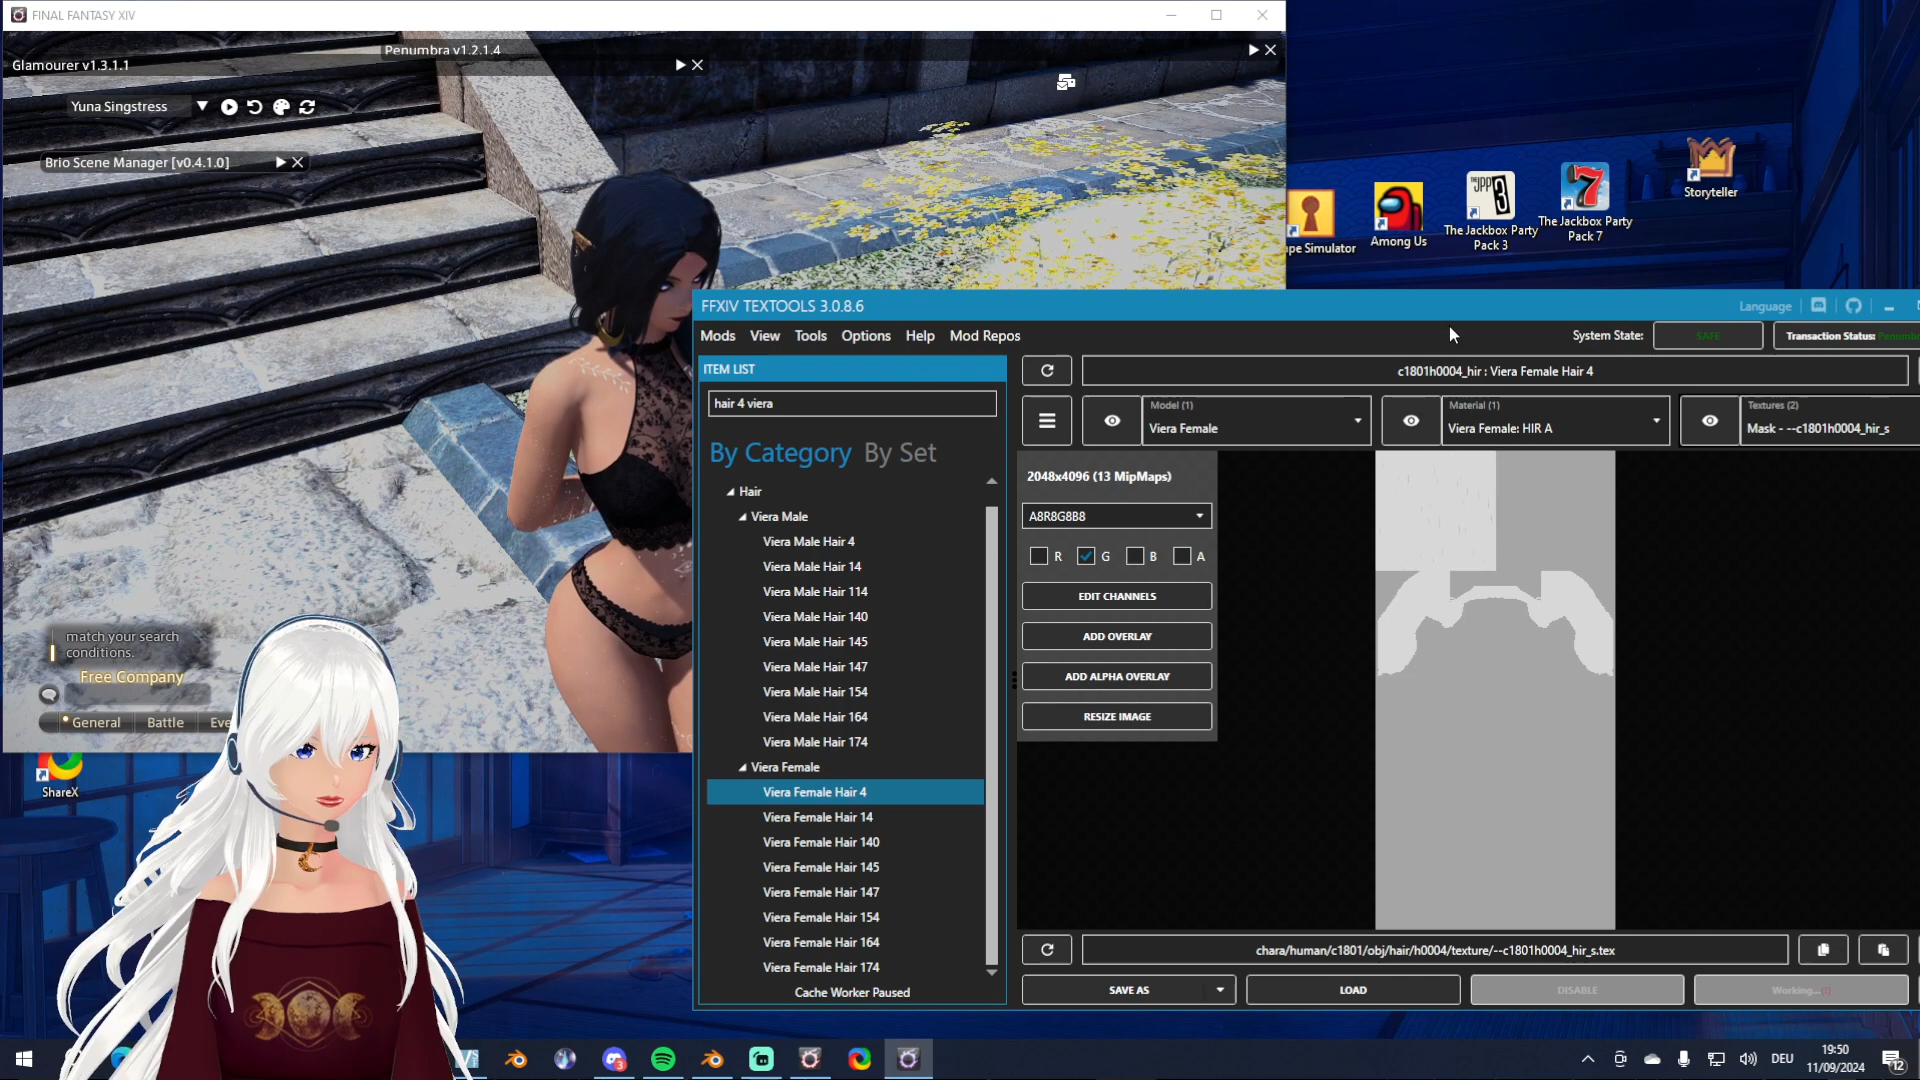 FINAL FANTASY XIV
Penumbra v1.2.1.4
Glamourer v1.3.1.1
Yuna Singstress
Brio Scene Manager [v0.4.1.0]
match your search
conditions.
Free Company
General
Battle
Eve
ShareX
pe Simulator
Among Us
The Jackbox Party
Pack 3
The Jackbox Party
Pack 7
Storyteller
FFXIV TEXTOOLS 3.0.8.6
Language
Mods View Tools Options Help Mod Repos
System State:
SAFE
Transaction Status:
ITEM LIST
hair 4 viera
By Category By Set
Hair
Viera Male
Viera Male Hair 4
Viera Male Hair 14
Viera Male Hair 114
Viera Male Hair 140
Viera Male Hair 145
Viera Male Hair 147
Viera Male Hair 154
Viera Male Hair 164
Viera Male Hair 174
Viera Female
Viera Female Hair 4
Viera Female Hair 14
Viera Female Hair 140
Viera Female Hair 145
Viera Female Hair 147
Viera Female Hair 154
Viera Female Hair 164
Viera Female Hair 174
Cache Worker Paused
c1801h0004_hir : Viera Female Hair 4
Model (1)
Viera Female
Material (1)
Viera Female: HIR A
Textures (2)
Mask - --c1801h0004_hir_s
2048x4096 (13 MipMaps)
A8R8G8B8
R G B A
EDIT CHANNELS
ADD OVERLAY
ADD ALPHA OVERLAY
RESIZE IMAGE
chara/human/c1801/obj/hair/h0004/texture/--c1801h0004_hir_s.tex
SAVE AS
LOAD
DISABLE
Working...
3
DEU
19:50
11/09/2024
12